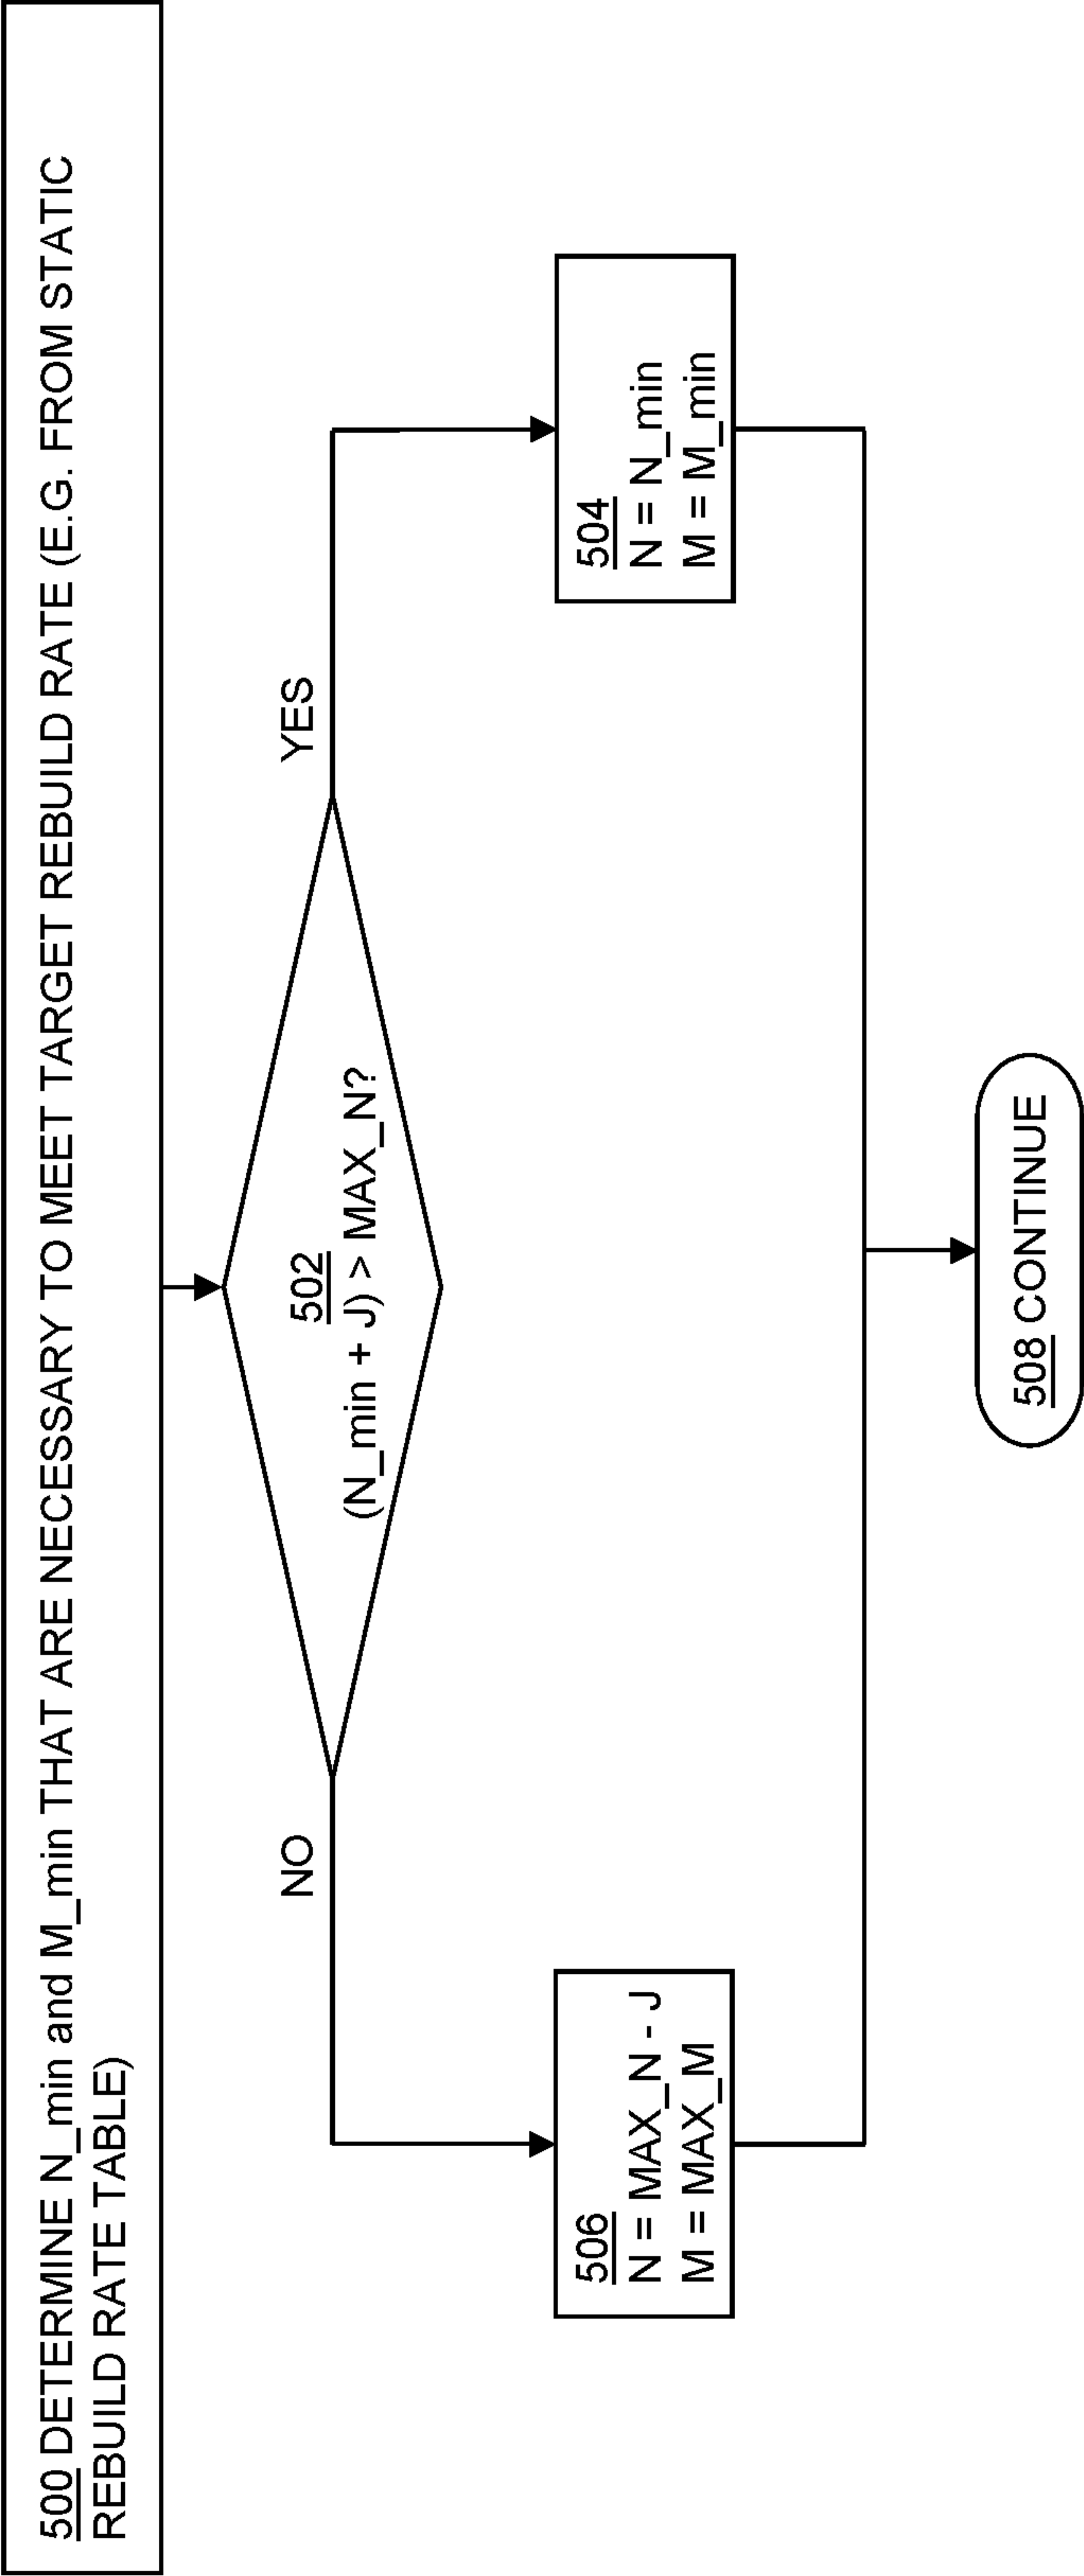 500 DETERMINE N_min and M_min THAT ARE NECESSARY TO MEET TARGET REBUILD RATE (E.G. FROM STATIC
REBUILD RATE TABLE)
502
(N_min + J) > MAX_N?
NO
YES
506
N = MAX_N - J
M = MAX_M
504
N = N_min
M = M_min
508 CONTINUE